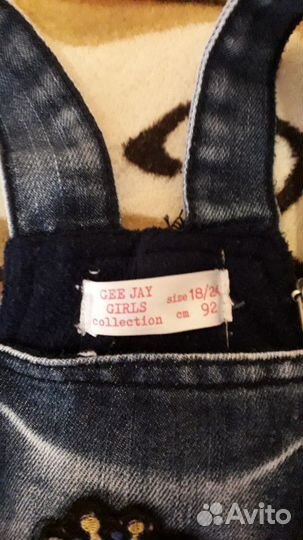 GEE JAY
GIRLS
collection
size 18/24
cm 92
Avito